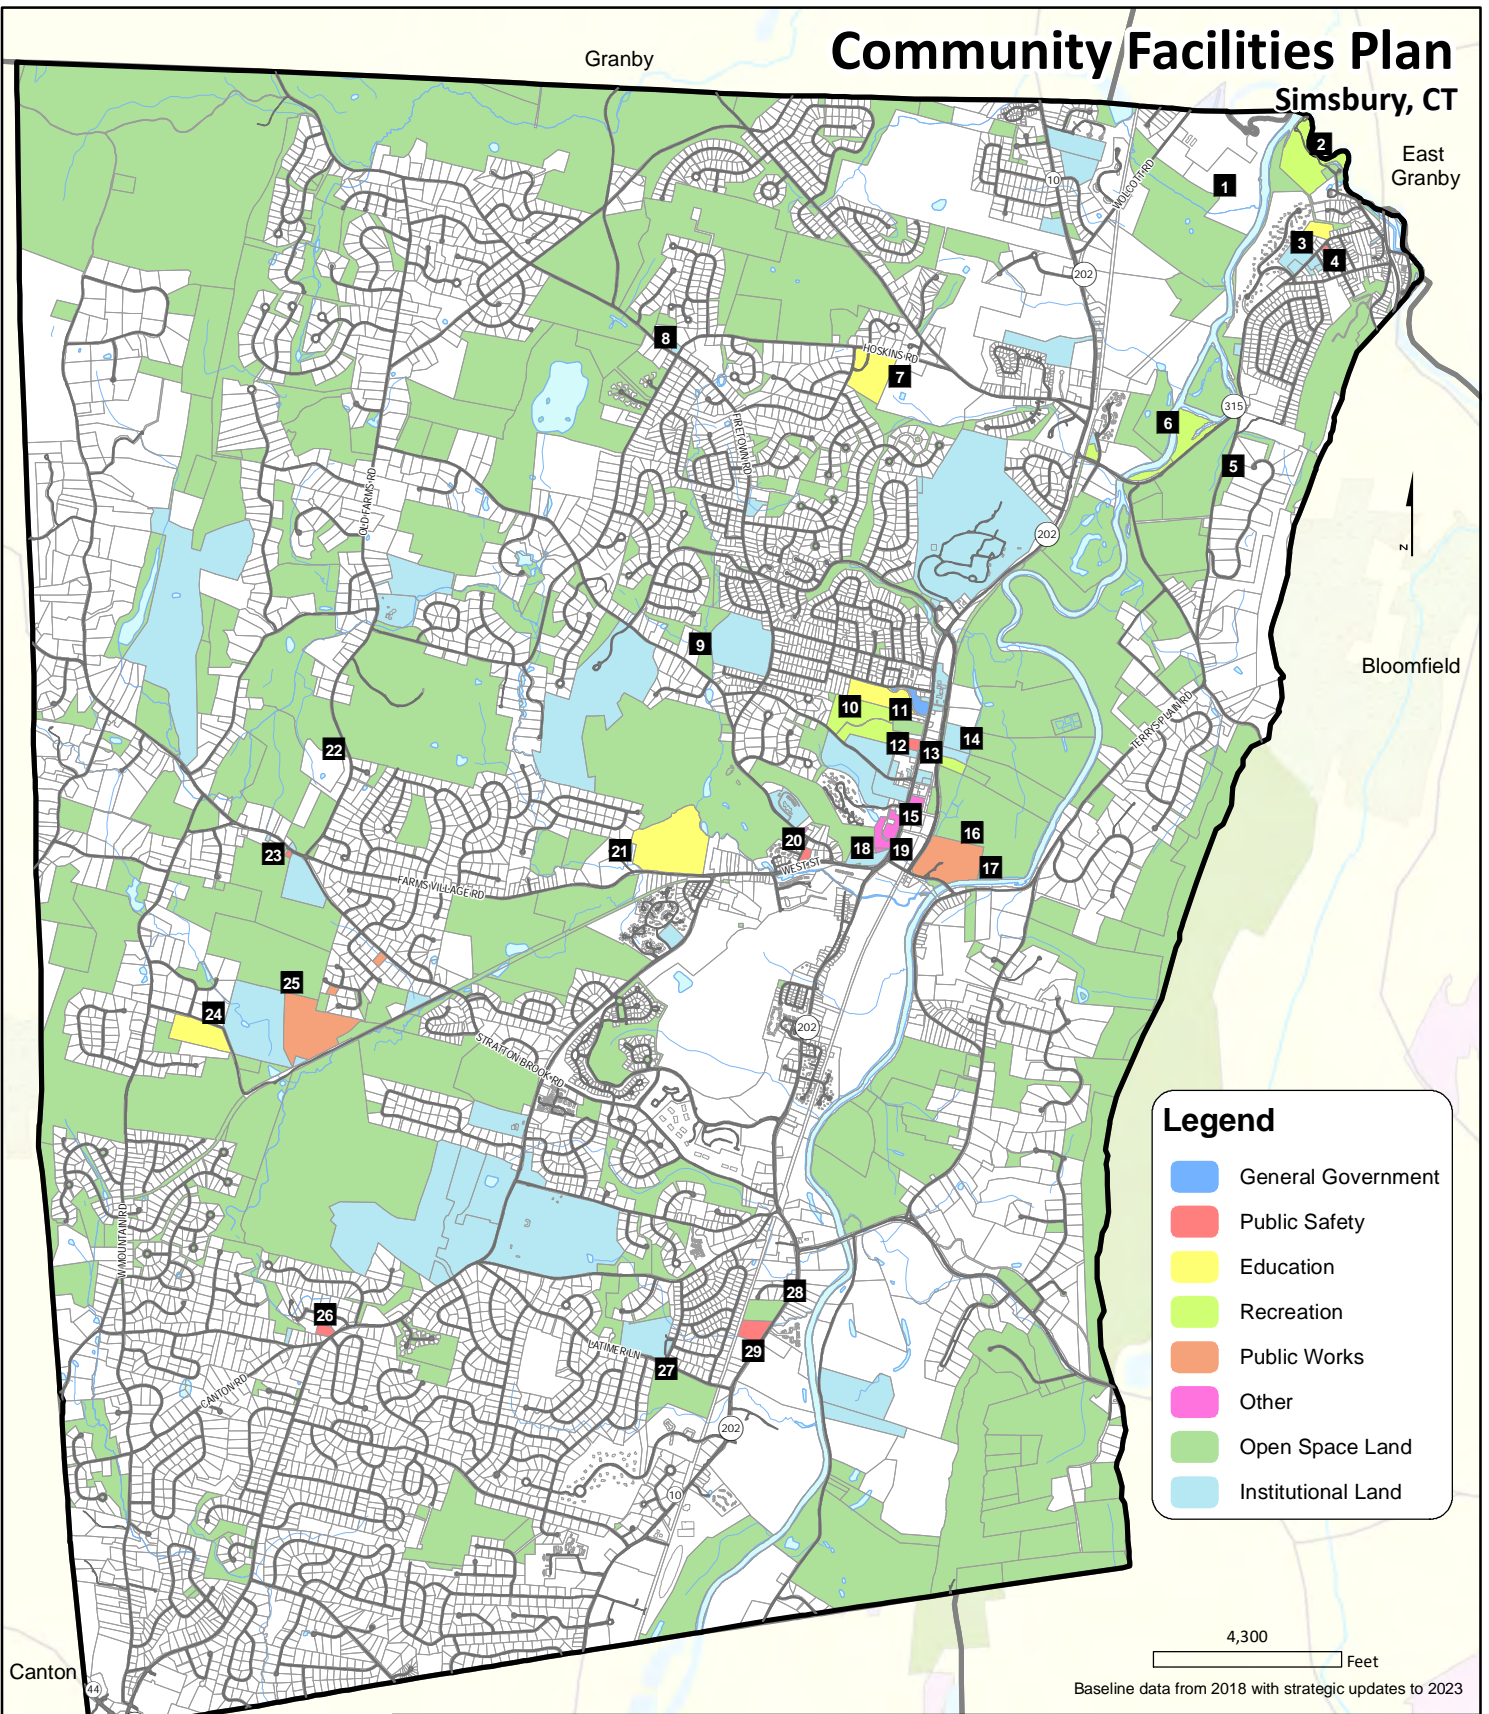 Community Facilities Plan
Simsbury, CT
Granby
East
Granby
Bloomfield
Canton
1
2
3
4
5
6
7
8
9
10
11
12
13
14
15
16
17
18
19
20
21
22
23
24
25
26
27
28
29
10
WOLCOTT RD
202
HOSKINS RD
315
FIRETOWN RD
OLD FARMS RD
202
TERRYS PLAIN RD
WEST ST
FARMS VILLAGE RD
202
STRATTON BROOK RD
W MOUNTAIN RD
LATIMER LN
CANTON RD
202
10
44
N
Legend
General Government
Public Safety
Education
Recreation
Public Works
Other
Open Space Land
Institutional Land
4,300
Feet
Baseline data from 2018 with strategic updates to 2023